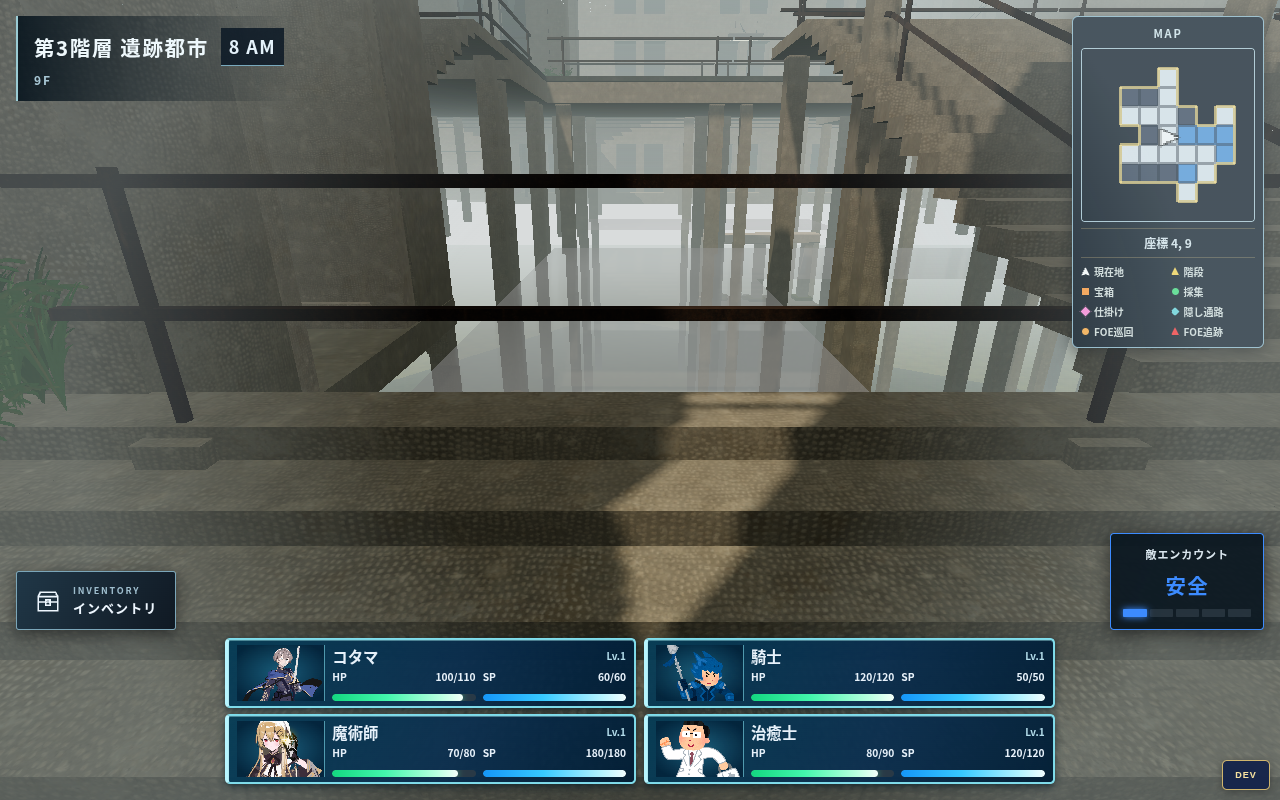 第3階層 遺跡都市 8 AM
9F
MAP
座標 4, 9
現在地 階段
宝箱 採集
仕掛け 隠し通路
FOE巡回 FOE追跡
敵エンカウント
安全
INVENTORY
インベントリ
コタマ Lv.1
HP 100/110 SP 60/60
騎士 Lv.1
HP 120/120 SP 50/50
魔術師 Lv.1
HP 70/80 SP 180/180
治癒士 Lv.1
HP 80/90 SP 120/120
DEV